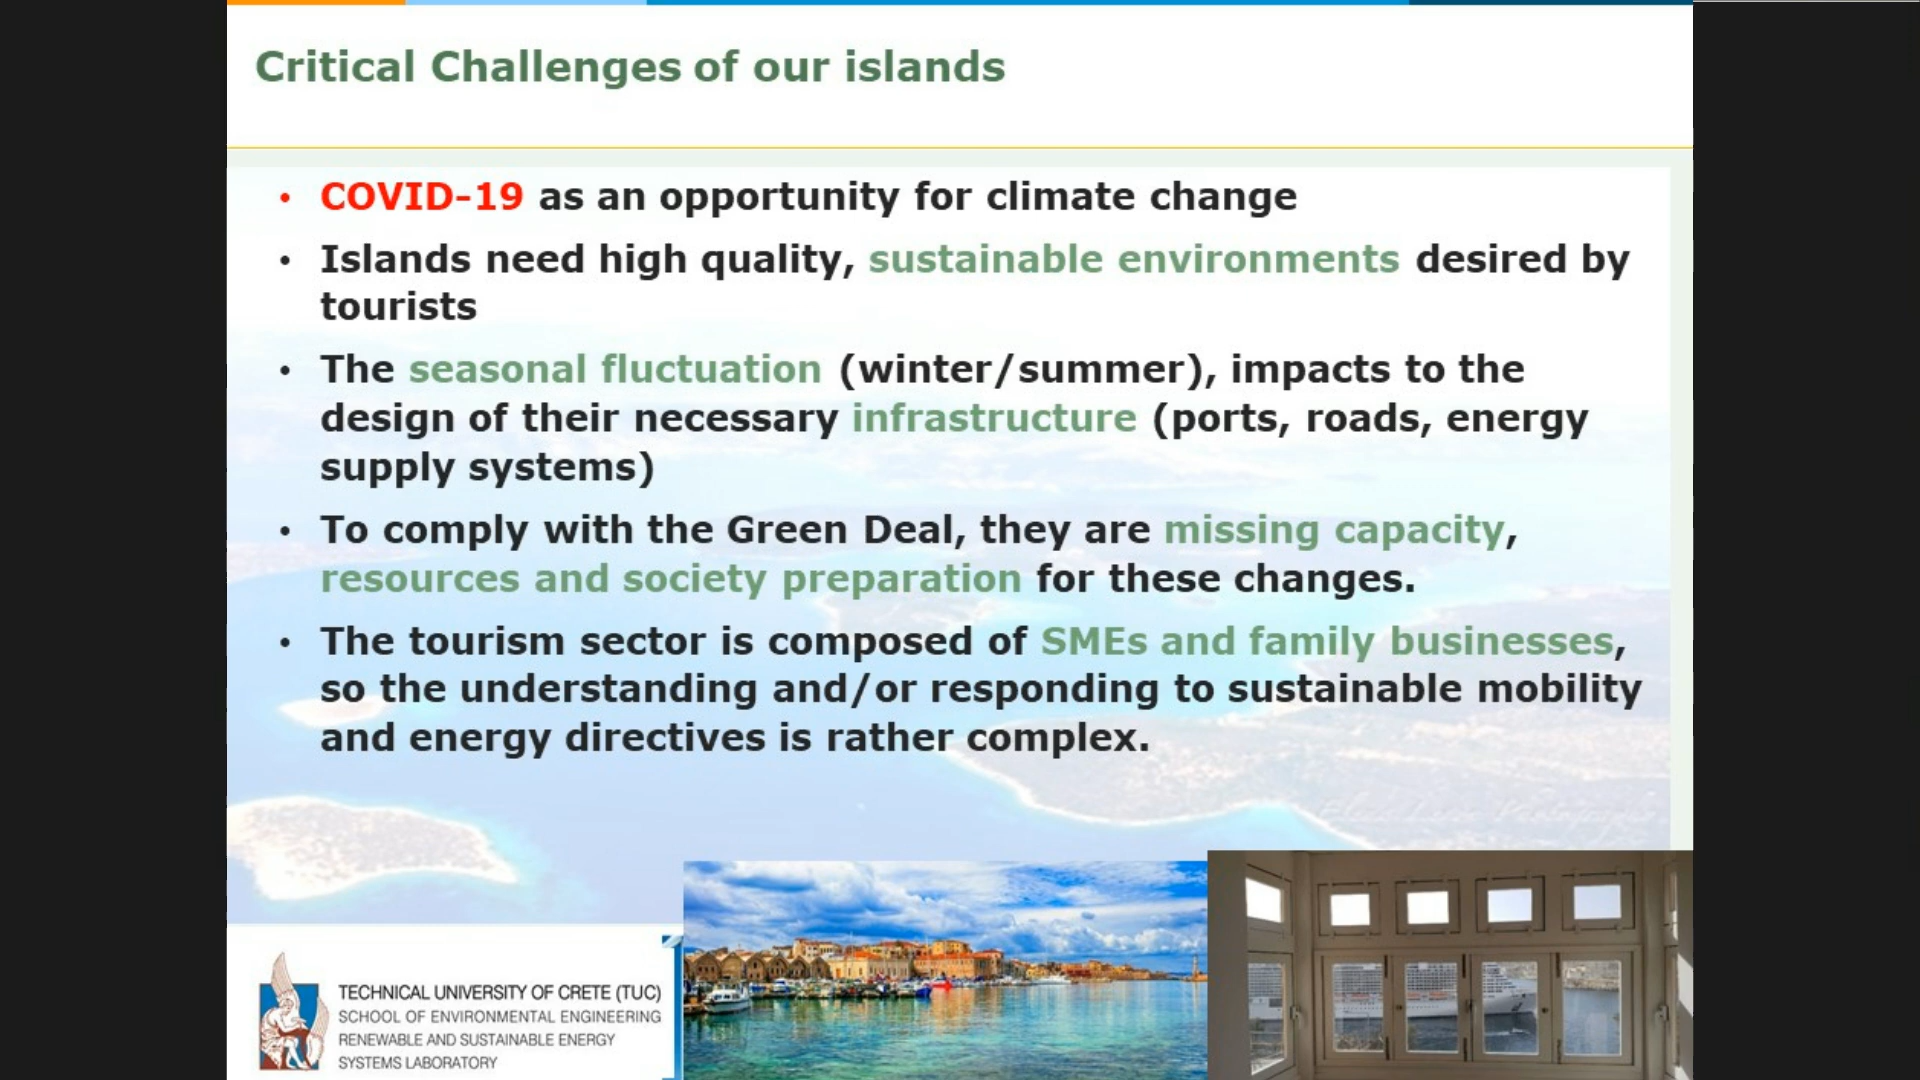 Critical Challenges of our islands
• COVID-19 as an opportunity for climate change
• Islands need high quality, sustainable environments desired by
tourists
• The seasonal fluctuation (winter/summer), impacts to the
design of their necessary infrastructure (ports, roads, energy
supply systems)
• To comply with the Green Deal, they are missing capacity,
resources and society preparation for these changes.
• The tourism sector is composed of SMEs and family businesses,
so the understanding and/or responding to sustainable mobility
and energy directives is rather complex.
TECHNICAL UNIVERSITY OF CRETE (TUC)
SCHOOL OF ENVIRONMENTAL ENGINEERING
RENEWABLE AND SUSTAINABLE ENERGY
SYSTEMS LABORATORY